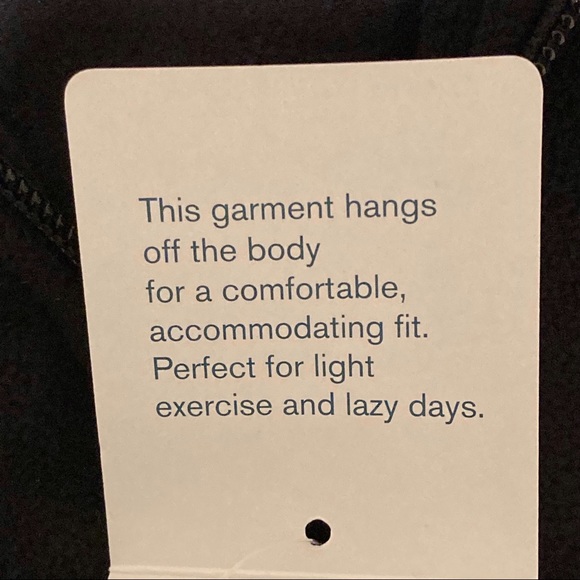 This garment hangs
off the body
for a comfortable,
accommodating fit.
Perfect for light
exercise and lazy days.